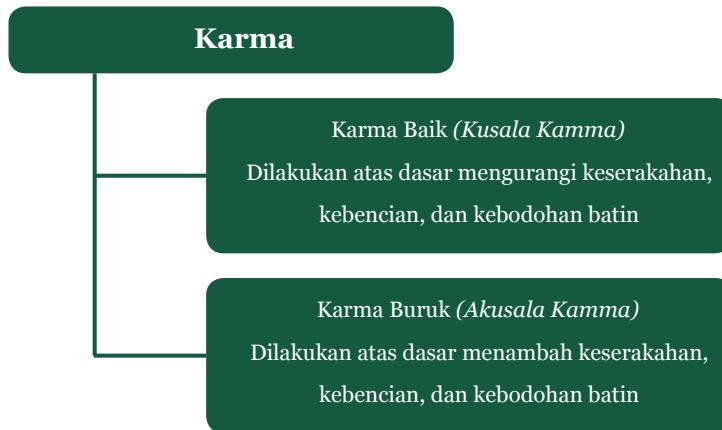 Karma
Karma Baik (Kusala Kamma)
Dilakukan atas dasar mengurangi keserakahan,
kebencian, dan kebodohan batin
Karma Buruk (Akusala Kamma)
Dilakukan atas dasar menambah keserakahan,
kebencian, dan kebodohan batin